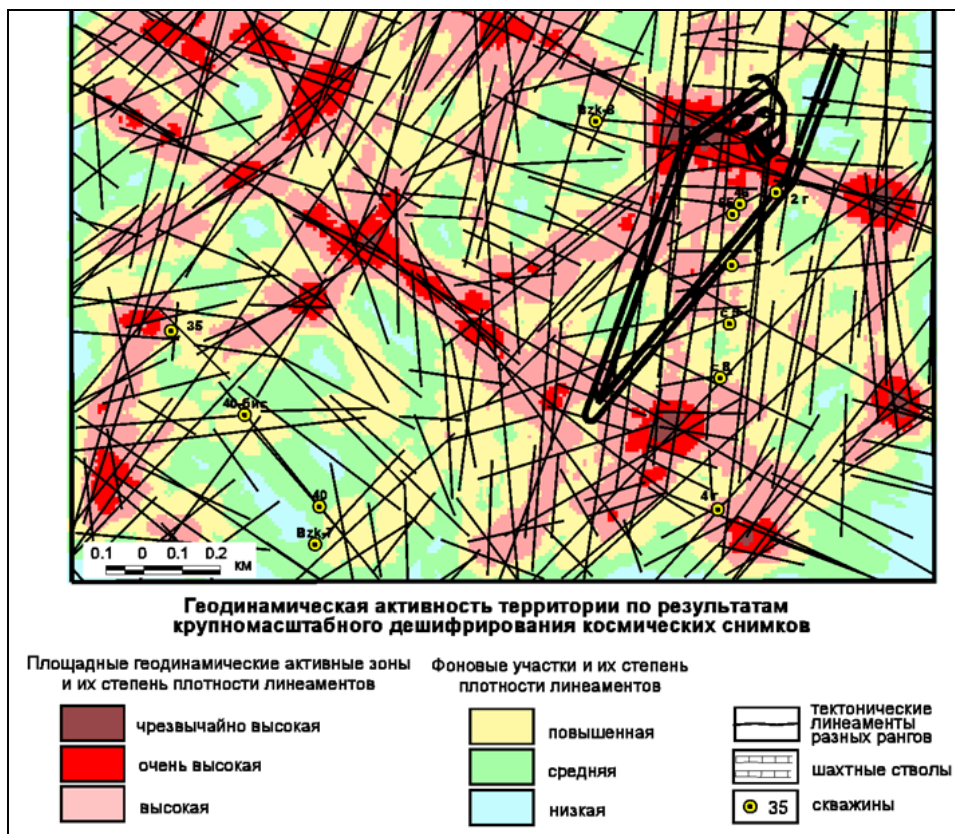 Bzk-8
2 г
35
40-бис
40
Bzk-7
4 г
0.1 0 0.1 0.2
км
Геодинамическая активность территории по результатам
крупномасштабного дешифрирования космических снимков
Площадные геодинамические активные зоны
и их степень плотности линеаментов
чрезвычайно высокая
очень высокая
высокая
Фоновые участки и их степень
плотности линеаментов
повышенная
средняя
низкая
тектонические
линеаменты
разных рангов
шахтные стволы
35 скважины